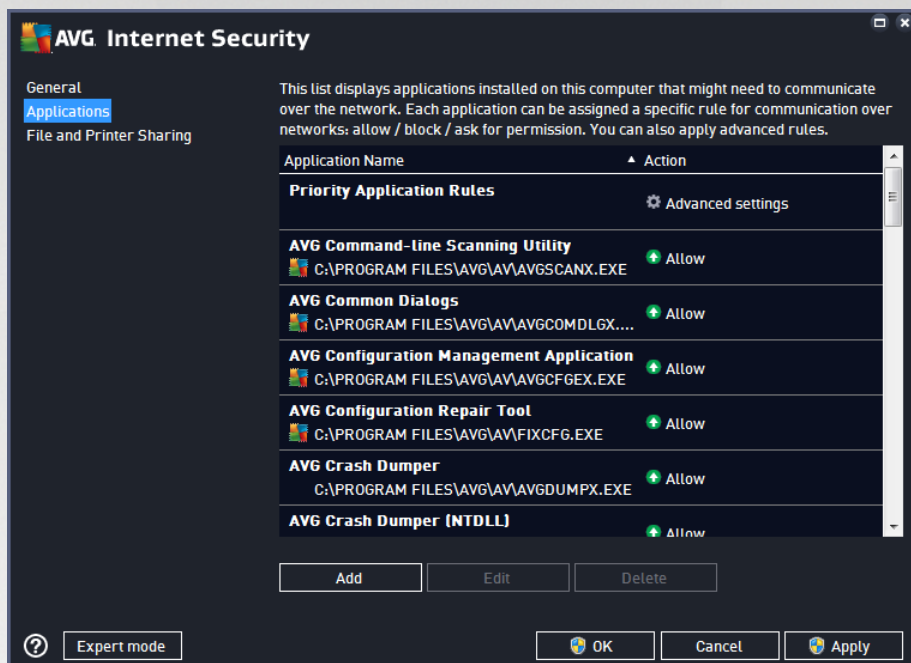 AVG. Internet Security
General
Applications
File and Printer Sharing
This list displays applications installed on this computer that might need to communicate
over the network. Each application can be assigned a specific rule for communication over
networks: allow / block / ask for permission. You can also apply advanced rules.
Application Name Action
Priority Application Rules
Advanced settings
AVG Command-line Scanning Utility
C:\PROGRAM FILES\AVG\AV\AVGSCANX.EXE
Allow
AVG Common Dialogs
C:\PROGRAM FILES\AVG\AV\AVGCOMDLGX....
Allow
AVG Configuration Management Application
C:\PROGRAM FILES\AVG\AV\AVGCFGEX.EXE
Allow
AVG Configuration Repair Tool
C:\PROGRAM FILES\AVG\AV\FIXCFG.EXE
Allow
AVG Crash Dumper
C:\PROGRAM FILES\AVG\AV\AVGDUMPX.EXE
Allow
AVG Crash Dumper (NTDLL)
Allow
Add Edit Delete
? Expert mode OK Cancel Apply